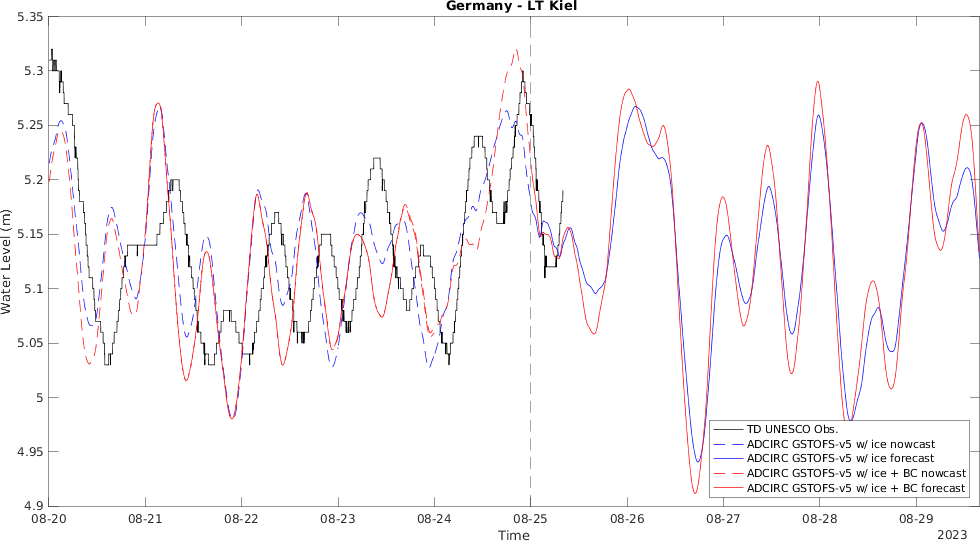 Germany - LT Kiel
5.35
5.3
5.25
5.2
5.15
5.1
5.05
5
4.95
4.9
Water Level (m)
TD UNESCO Obs.
ADCIRC GSTOFS-v5 w/ ice nowcast
ADCIRC GSTOFS-v5 w/ ice forecast
ADCIRC GSTOFS-v5 w/ ice + BC nowcast
ADCIRC GSTOFS-v5 w/ ice + BC forecast
08-20 08-21 08-22 08-23 08-24 08-25 08-26 08-27 08-28 08-29
Time
2023